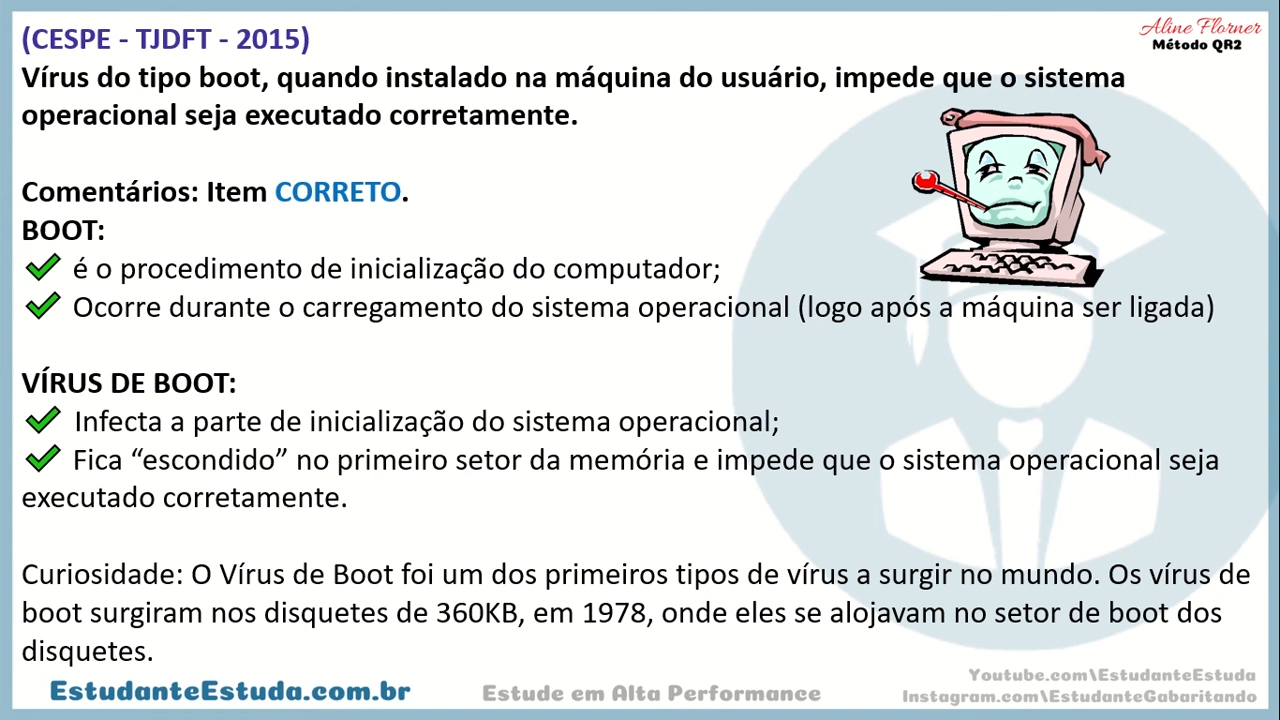 (CESPE - TJDFT - 2015)
Aline Florner
Método QR2
Vírus do tipo boot, quando instalado na máquina do usuário, impede que o sistema
operacional seja executado corretamente.
Comentários: Item CORRETO.
BOOT:
é o procedimento de inicialização do computador;
Ocorre durante o carregamento do sistema operacional (logo após a máquina ser ligada)
VÍRUS DE BOOT:
Infecta a parte de inicialização do sistema operacional;
Fica “escondido” no primeiro setor da memória e impede que o sistema operacional seja
executado corretamente.
Curiosidade: O Vírus de Boot foi um dos primeiros tipos de vírus a surgir no mundo. Os vírus de
boot surgiram nos disquetes de 360KB, em 1978, onde eles se alojavam no setor de boot dos
disquetes.
EstudanteEstuda.com.br
Estude em Alta Performance
Youtube.com\EstudanteEstuda
Instagram.com\EstudanteGabaritando